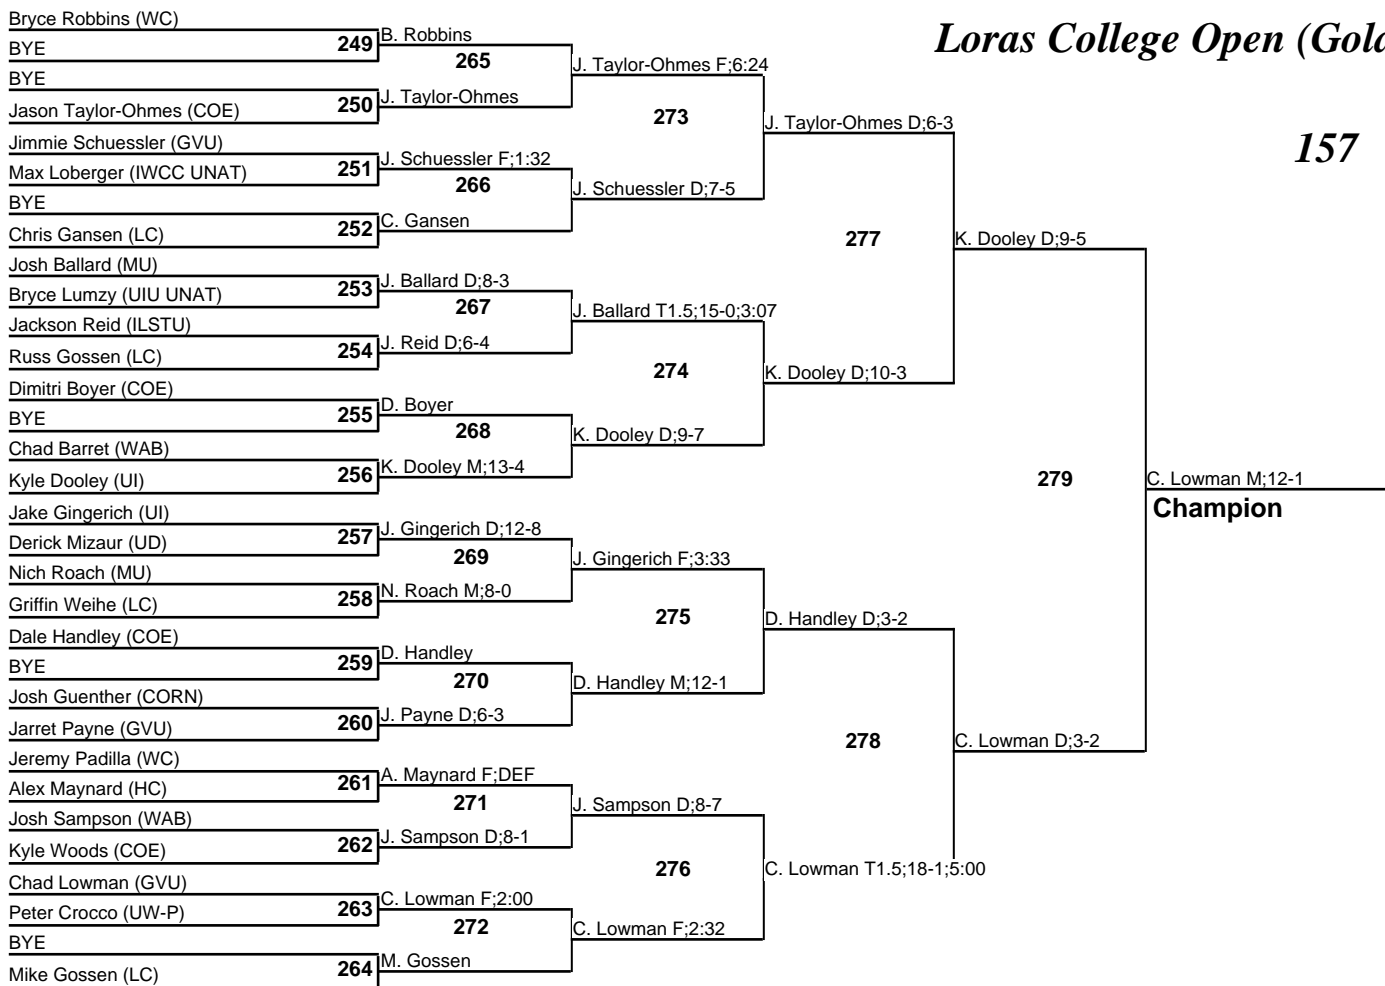 Loras College Open (Gold
157
Bryce Robbins (WC)
BYE
249
B. Robbins
265
J. Taylor-Ohmes F;6:24
BYE
Jason Taylor-Ohmes (COE)
250
J. Taylor-Ohmes
273
J. Taylor-Ohmes D;6-3
Jimmie Schuessler (GVU)
Max Loberger (IWCC UNAT)
251
J. Schuessler F;1:32
266
J. Schuessler D;7-5
BYE
Chris Gansen (LC)
252
C. Gansen
277
K. Dooley D;9-5
Josh Ballard (MU)
Bryce Lumzy (UIU UNAT)
253
J. Ballard D;8-3
267
J. Ballard T1.5;15-0;3:07
Jackson Reid (ILSTU)
Russ Gossen (LC)
254
J. Reid D;6-4
274
K. Dooley D;10-3
Dimitri Boyer (COE)
BYE
255
D. Boyer
268
K. Dooley D;9-7
Chad Barret (WAB)
Kyle Dooley (UI)
256
K. Dooley M;13-4
279
C. Lowman M;12-1
Champion
Jake Gingerich (UI)
Derick Mizaur (UD)
257
J. Gingerich D;12-8
269
J. Gingerich F;3:33
Nich Roach (MU)
Griffin Weihe (LC)
258
N. Roach M;8-0
275
D. Handley D;3-2
Dale Handley (COE)
BYE
259
D. Handley
270
D. Handley M;12-1
Josh Guenther (CORN)
Jarret Payne (GVU)
260
J. Payne D;6-3
278
C. Lowman D;3-2
Jeremy Padilla (WC)
Alex Maynard (HC)
261
A. Maynard F;DEF
271
J. Sampson D;8-7
Josh Sampson (WAB)
Kyle Woods (COE)
262
J. Sampson D;8-1
276
C. Lowman T1.5;18-1;5:00
Chad Lowman (GVU)
Peter Crocco (UW-P)
263
C. Lowman F;2:00
272
C. Lowman F;2:32
BYE
Mike Gossen (LC)
264
M. Gossen